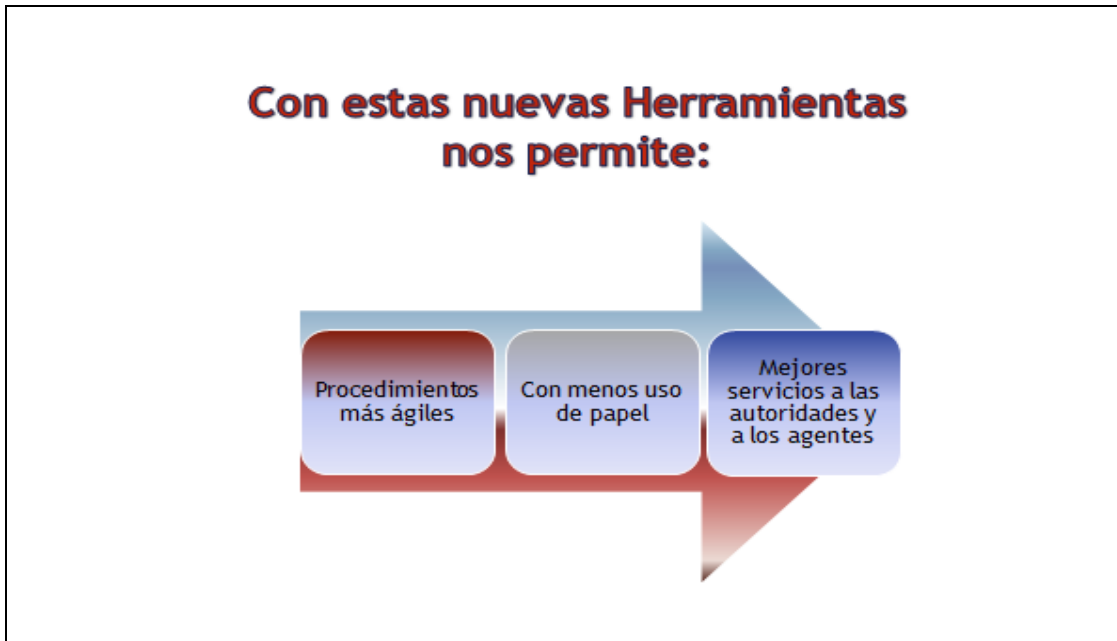 Con estas nuevas Herramientas
nos permite:
Procedimientos
más ágiles
Con menos uso
de papel
Mejores
servicios a las
autoridades y
a los agentes